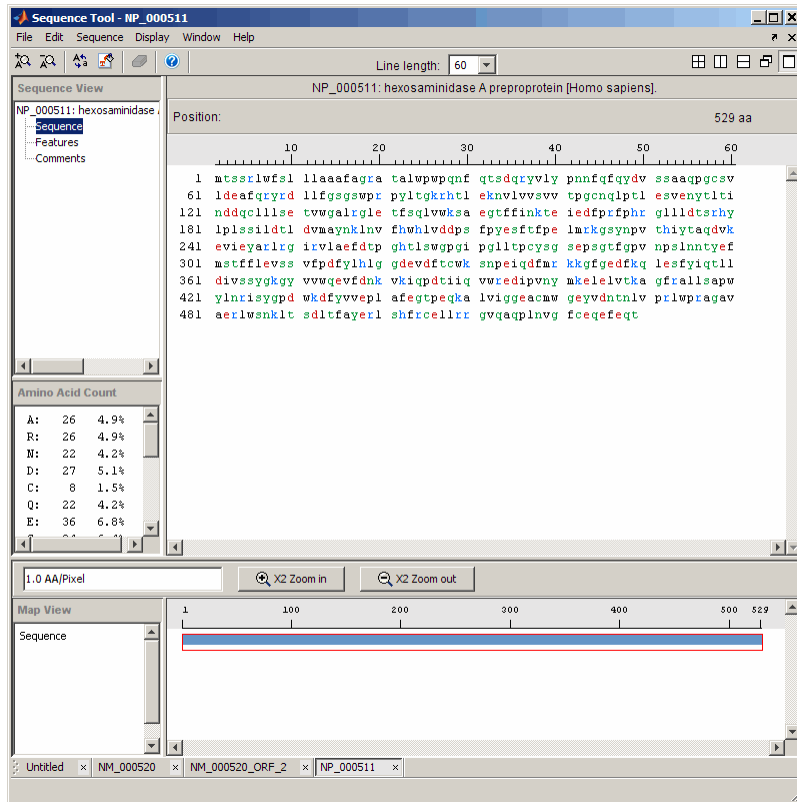 Sequence Tool - NP_000511
File Edit Sequence Display Window Help
Line length: 60
Sequence View
NP_000511: hexosaminidase A preproprotein [Homo sapiens].
NP_000511: hexosaminidase
Sequence
Features
Comments
Position: 529 aa
10 20 30 40 50 60
1 mtssrlwfsl llaaafagra talwpwpqnf qtsdqryvly pnnfqfqydv ssaaqpgcsv
61 ldeafqryrd llfgsgswpr pyltgkrhtl eknvlvvsvv tpgcnqlptl esvenytlti
121 nddqclllse tvwgalrgle tfsqlvwksa egtffinkte iedfprfphr gllldtsrhy
181 lplssildtl dvmaynklnv fhwhlvddps fpyesftfpe lmrkgsynpv thiytaqdvk
241 evieyarlrg irvlaefdtp ghtlswgpgi pglltpcysg sepsgtfgpv npslnntyef
301 mstfflevss vfpdfylhlg gdevdftcwk snpeiqdfmr kkgfgedfkq lesfyiqtll
361 divssygkgy vvwqevfdnk vkiqpdtiiq vwredipvny mkelelvtka gfrallsapw
421 ylnrisygpd wkdfyvvepl afegtpeqka lviggeacmw geyvdntnlv prlwpragav
481 aerlwsnklt sdltfayerl shfrcellrr gvqaqplnvg fceqefeqt
Amino Acid Count
A: 26 4.9%
R: 26 4.9%
N: 22 4.2%
D: 27 5.1%
C: 8 1.5%
Q: 22 4.2%
E: 36 6.8%
1.0 AA/Pixel X2 Zoom in X2 Zoom out
Map View
1 100 200 300 400 500 529
Sequence
Untitled × NM_000520 × NM_000520_ORF_2 × NP_000511 ×